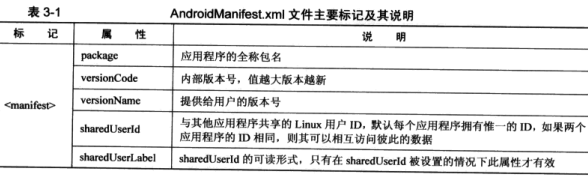 表 3-1 AndroidManifest.xml 文件主要标记及其说明
标 记 属 性 说 明
<manifest>
package 应用程序的全称包名
versionCode 内部版本号，值越大版本越新
versionName 提供给用户的版本号
sharedUserId 与其他应用程序共享的 Linux 用户 ID，默认每个应用程序拥有惟一的 ID，如果两个
应用程序的 ID 相同，则其可以相互访问彼此的数据
sharedUserLabel sharedUserId 的可读形式，只有在 sharedUserId 被设置的情况下此属性才有效